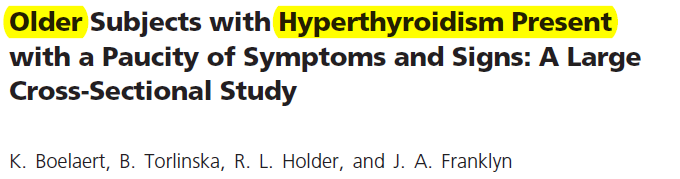 Older Subjects with Hyperthyroidism Present
with a Paucity of Symptoms and Signs: A Large
Cross-Sectional Study
K. Boelaert, B. Torlinska, R. L. Holder, and J. A. Franklyn